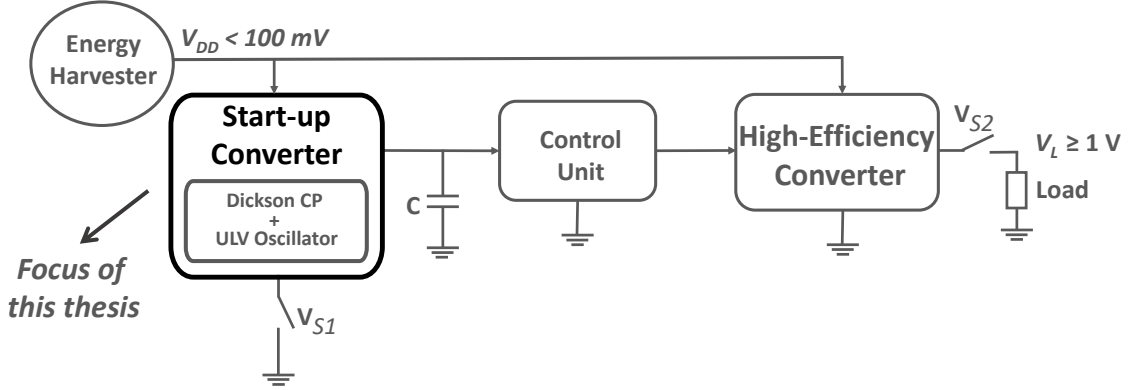 Energy
Harvester
V_DD < 100 mV
Start-up
Converter
Dickson CP
+
ULV Oscillator
Focus of
this thesis
V_S1
C
Control
Unit
High-Efficiency
Converter
V_S2
V_L ≥ 1 V
Load